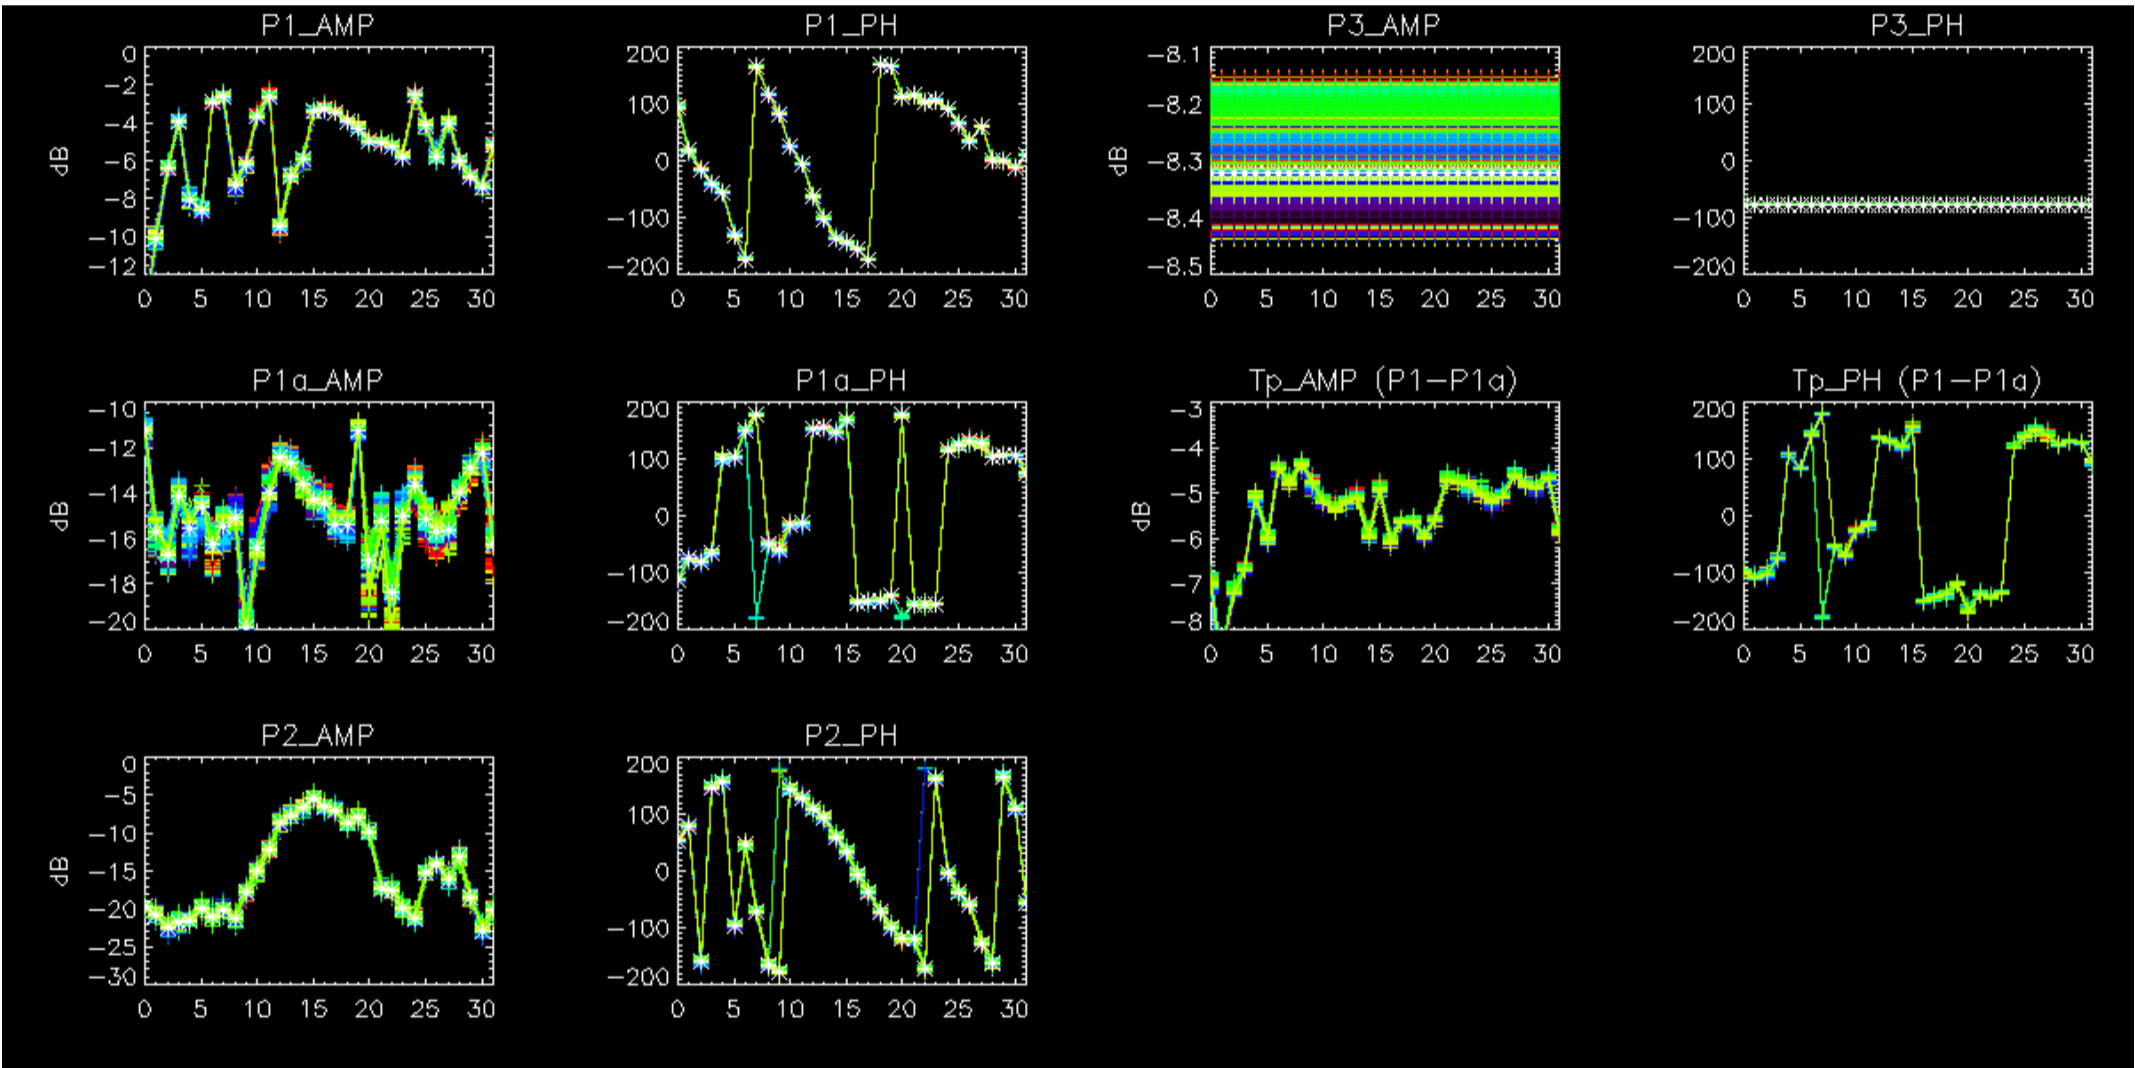 P1_AMP
0
-2
-4
-6
-8
-10
-12
dB
0 5 10 15 20 25 30
P1_PH
200
100
0
-100
-200
0 5 10 15 20 25 30
P3_AMP
-8.1
-8.2
-8.3
-8.4
-8.5
dB
0 5 10 15 20 25 30
P3_PH
200
100
0
-100
-200
0 5 10 15 20 25 30
P1a_AMP
-10
-12
-14
-16
-18
-20
dB
0 5 10 15 20 25 30
P1a_PH
200
100
0
-100
-200
0 5 10 15 20 25 30
Tp_AMP (P1-P1a)
-3
-4
-5
-6
-7
-8
dB
0 5 10 15 20 25 30
Tp_PH (P1-P1a)
200
100
0
-100
-200
0 5 10 15 20 25 30
P2_AMP
0
-5
-10
-15
-20
-25
-30
dB
0 5 10 15 20 25 30
P2_PH
200
100
0
-100
-200
0 5 10 15 20 25 30